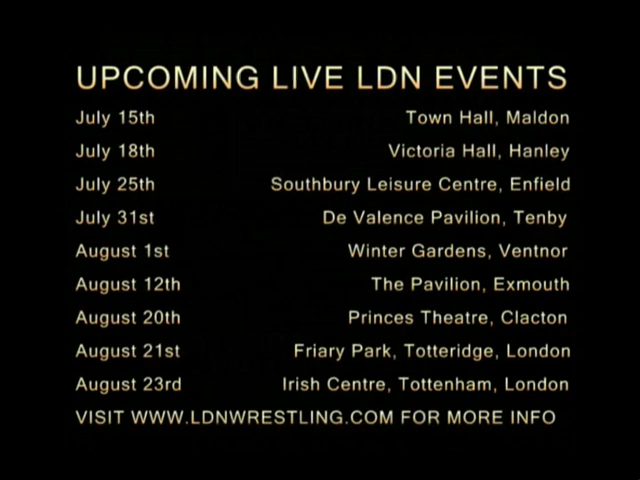 UPCOMING LIVE LDN EVENTS
July 15th Town Hall, Maldon
July 18th Victoria Hall, Hanley
July 25th Southbury Leisure Centre, Enfield
July 31st De Valence Pavilion, Tenby
August 1st Winter Gardens, Ventnor
August 12th The Pavilion, Exmouth
August 20th Princes Theatre, Clacton
August 21st Friary Park, Totteridge, London
August 23rd Irish Centre, Tottenham, London
VISIT WWW.LDNWRESTLING.COM FOR MORE INFO